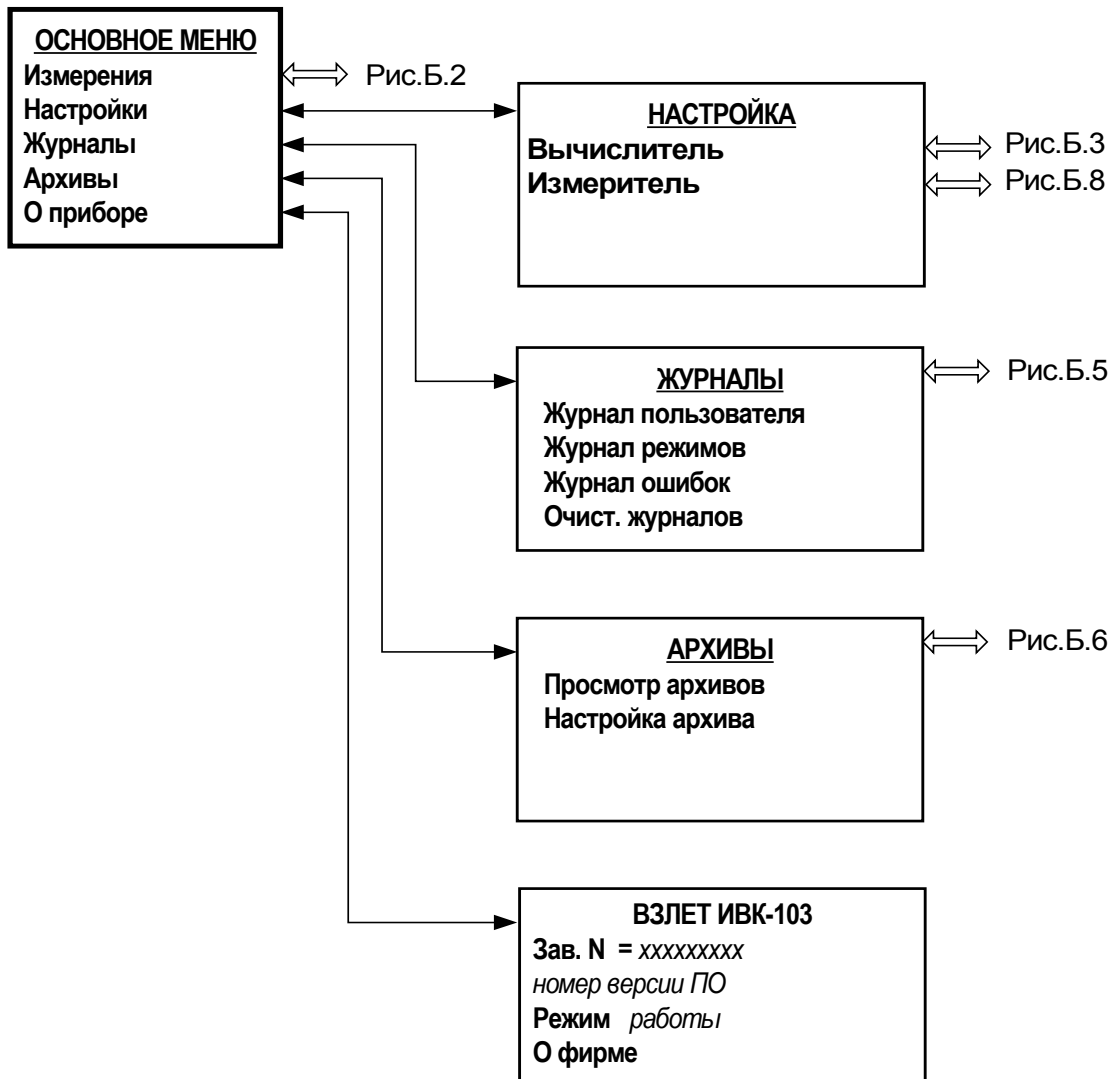 ОСНОВНОЕ МЕНЮ
Измерения
Настройки
Журналы
Архивы
О приборе
Рис.Б.2
НАСТРОЙКА
Вычислитель
Измеритель
Рис.Б.3
Рис.Б.8
ЖУРНАЛЫ
Журнал пользователя
Журнал режимов
Журнал ошибок
Очист. журналов
Рис.Б.5
АРХИВЫ
Просмотр архивов
Настройка архива
Рис.Б.6
ВЗЛЕТ ИВК-103
Зав. N = xxxxxxxxx
номер версии ПО
Режим работы
О фирме